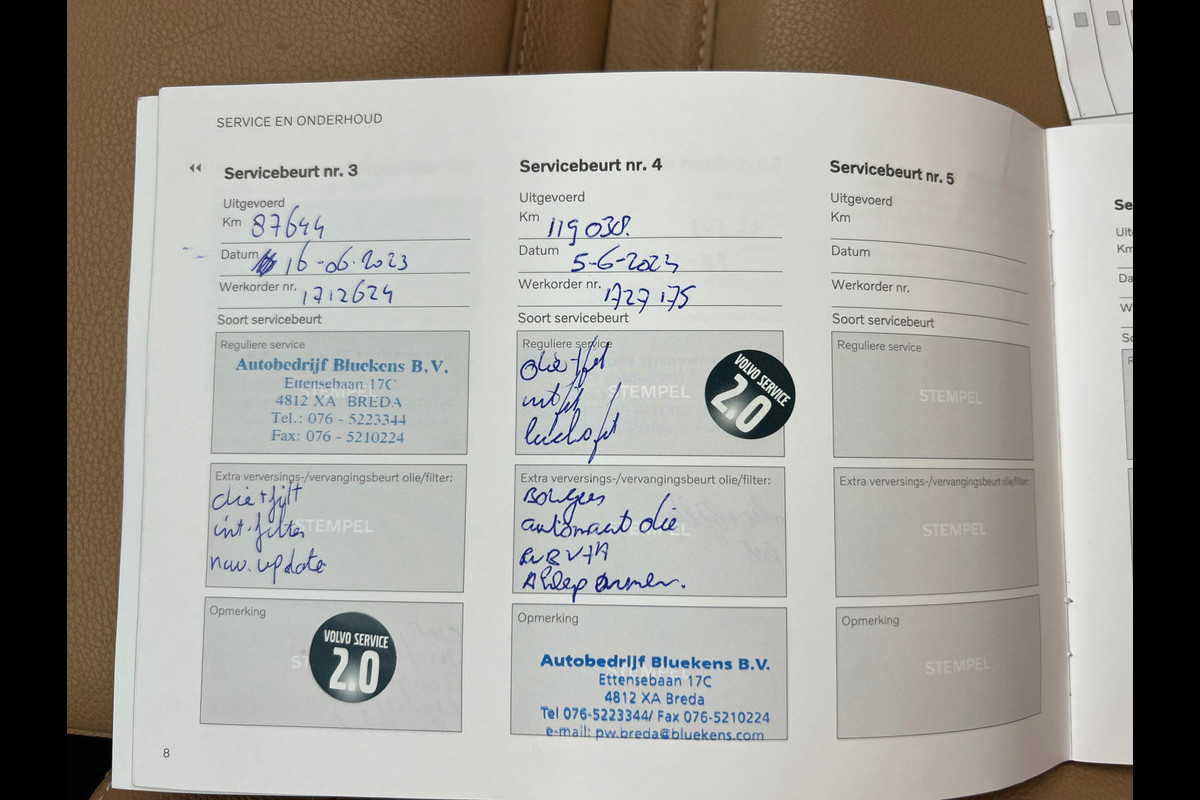 SERVICE EN ONDERHOUD
Servicebeurt nr. 3
Uitgevoerd
Km 87644
Datum 16-06-2023
Werkorder nr. 1712624
Soort servicebeurt
Reguliere service
Autobedrijf Bluekens B.V.
Ettensebaan 17C
4812 XA BREDA
Tel.: 076 - 5223344
Fax: 076 - 5210224
Extra verversings-/vervangingsbeurt olie/filter:
STEMPEL
olie + filt
int. filter
nav. update
Opmerking
VOLVO SERVICE
2.0
8
Servicebeurt nr. 4
Uitgevoerd
Km 119038.
Datum 5-6-2024
Werkorder nr. 1727175
Soort servicebeurt
Reguliere service
STEMPEL
olie + filt
int filt
luchtfilt
VOLVO SERVICE
2.0
Extra verversings-/vervangingsbeurt olie/filter:
STEMPEL
Bougies
automaat olie
Opmerking
Autobedrijf Bluekens B.V.
Ettensebaan 17C
4812 XA Breda
Tel 076-5223344/ Fax 076-5210224
e-mail: pw.breda@bluekens.com
Servicebeurt nr. 5
Uitgevoerd
Km
Datum
Werkorder nr.
Soort servicebeurt
Reguliere service
STEMPEL
Extra verversings-/vervangingsbeurt olie/filter:
STEMPEL
Opmerking
STEMPEL